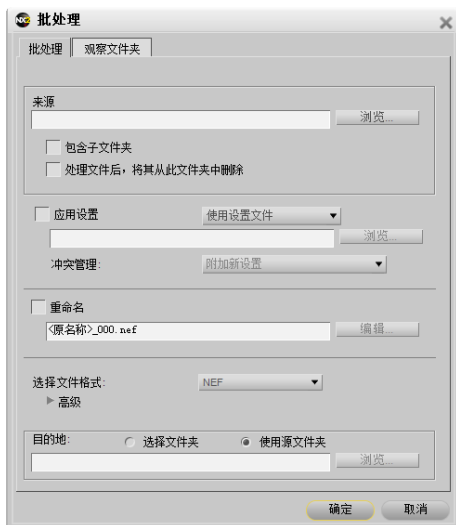 NX2 批处理
批处理 观察文件夹
来源
浏览...
包含子文件夹
处理文件后，将其从此文件夹中删除
应用设置 使用设置文件
浏览...
冲突管理: 附加新设置
重命名
<原名称>_000.nef 编辑...
选择文件格式: NEF
高级
目的地: 选择文件夹 使用源文件夹
浏览...
确定 取消